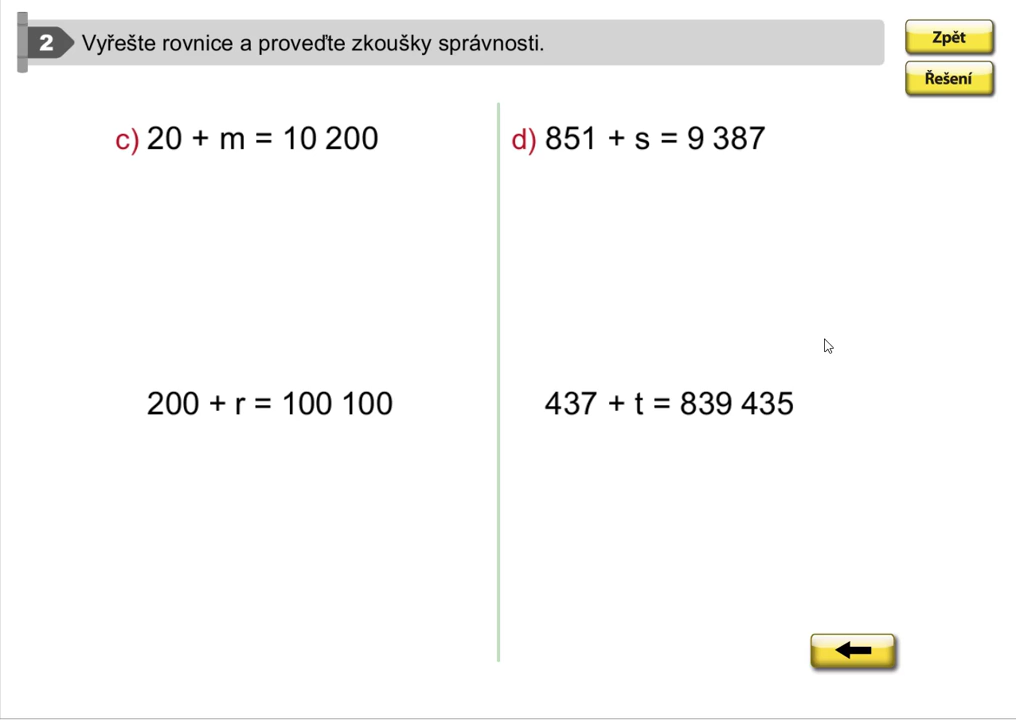 2 Vyřešte rovnice a proveďte zkoušky správnosti.
Zpět
Řešení
c) 20 + m = 10 200
d) 851 + s = 9 387
200 + r = 100 100
437 + t = 839 435